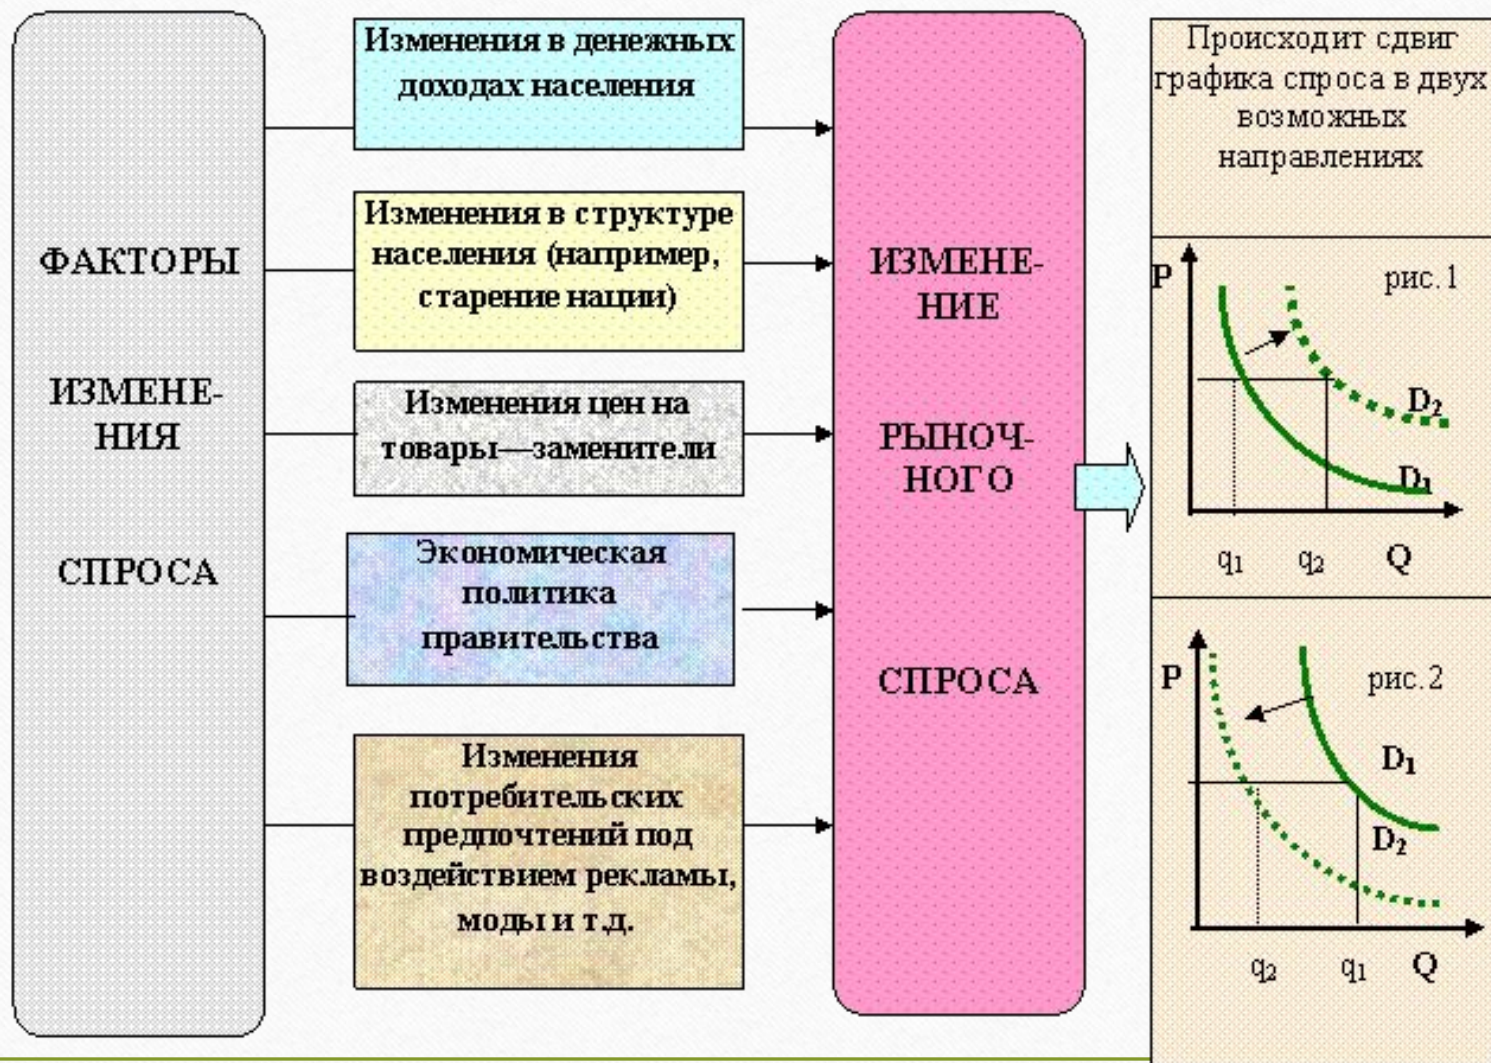 ФАКТОРЫ
ИЗМЕНЕ-
НИЯ
СПРОСА
Изменения в денежных
доходах населения
Изменения в структуре
населения (например,
старение нации)
Изменения цен на
товары—заменители
Экономическая
политика
правительства
Изменения
потребительских
предпочтений под
воздействием рекламы,
моды и т.д.
ИЗМЕНЕ-
НИЕ
РЫНОЧ-
НОГО
СПРОСА
Происходит сдвиг
графика спроса в двух
возможных
направлениях
P
рис.1
D₂
D₁
q₁ q₂ Q
P
рис.2
D₁
D₂
q₂ q₁ Q